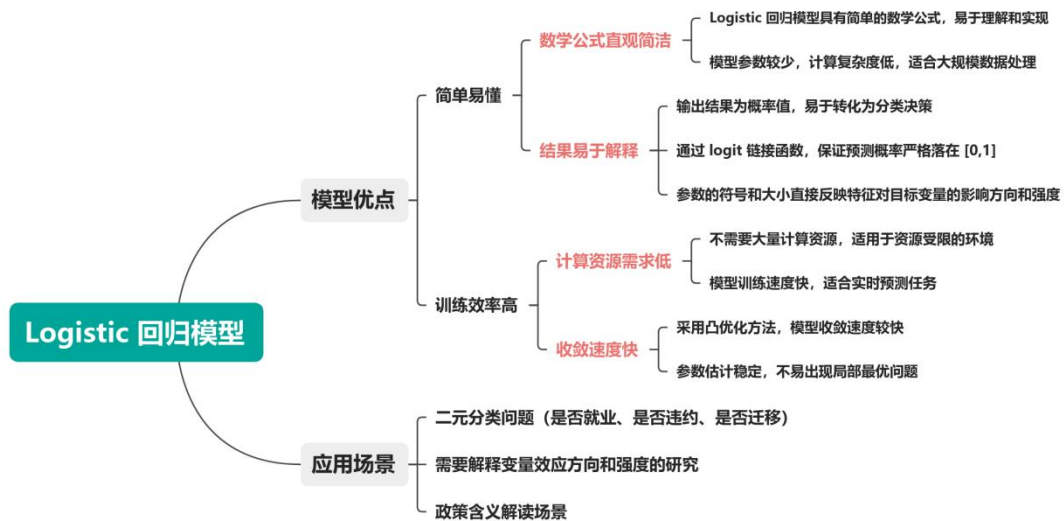 Logistic 回归模型
模型优点
简单易懂
数学公式直观简洁
Logistic 回归模型具有简单的数学公式，易于理解和实现
模型参数较少，计算复杂度低，适合大规模数据处理
结果易于解释
输出结果为概率值，易于转化为分类决策
通过 logit 链接函数，保证预测概率严格落在 [0,1]
参数的符号和大小直接反映特征对目标变量的影响方向和强度
训练效率高
计算资源需求低
不需要大量计算资源，适用于资源受限的环境
模型训练速度快，适合实时预测任务
收敛速度快
采用凸优化方法，模型收敛速度较快
参数估计稳定，不易出现局部最优问题
应用场景
二元分类问题（是否就业、是否违约、是否迁移）
需要解释变量效应方向和强度的研究
政策含义解读场景